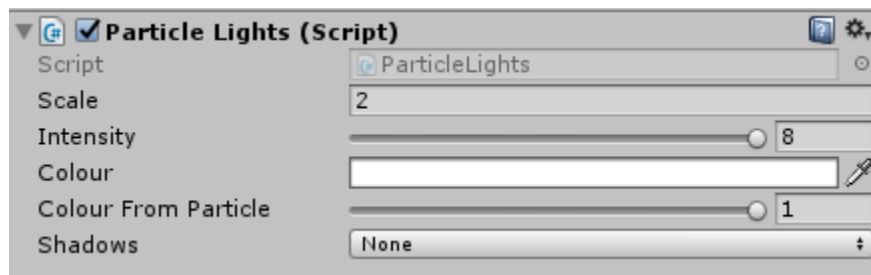 Particle Lights (Script)
Script ParticleLights
Scale 2
Intensity 8
Colour
Colour From Particle 1
Shadows None